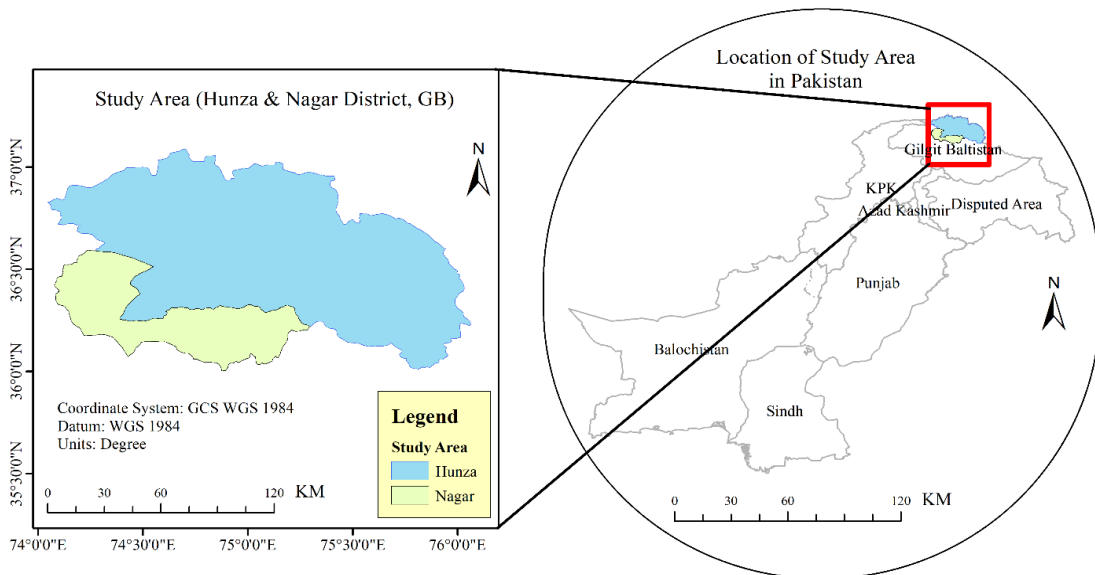 Study Area (Hunza & Nagar District, GB)
N
37°0'0"N
36°30'0"N
36°0'0"N
35°30'0"N
Coordinate System: GCS WGS 1984
Datum: WGS 1984
Units: Degree
0 30 60 120 KM
Legend
Study Area
Hunza
Nagar
74°0'0"E 74°30'0"E 75°0'0"E 75°30'0"E 76°0'0"E
Location of Study Area
in Pakistan
Gilgit Baltistan
KPK
Azad Kashmir
Disputed Area
Punjab
N
Balochistan
Sindh
0 30 60 120 KM